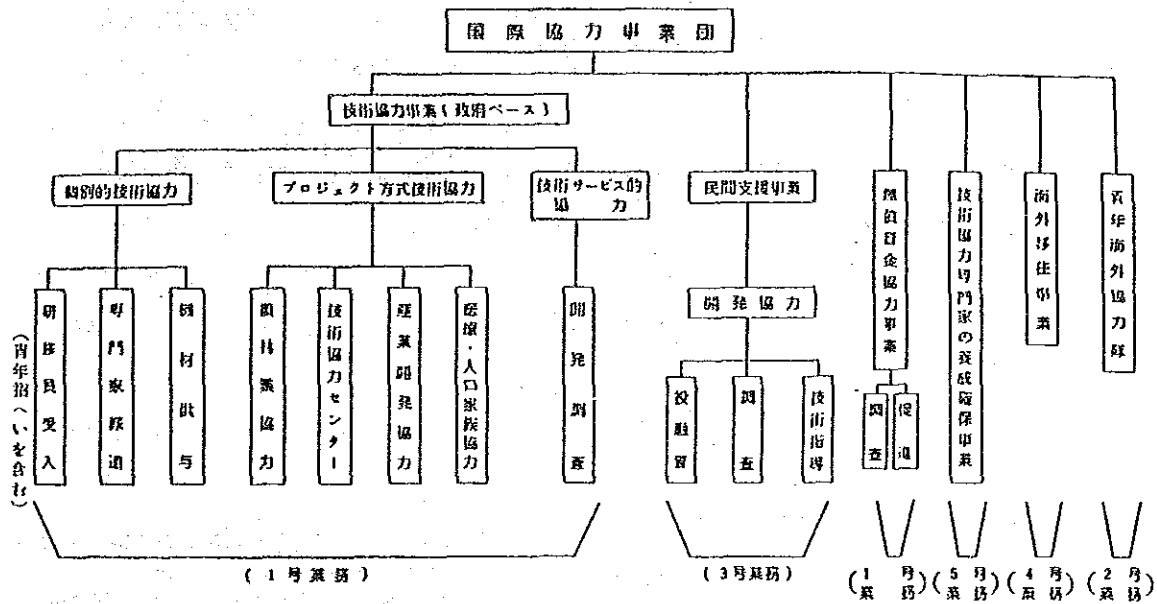 国際協力事業団
技術協力事業(政府ベース)
個別的技術協力
プロジェクト方式技術協力
技術サービス的
協力
民間支援事業
開発協力
研修員受入
(青年招へいを含む)
専門家派遣
機材供与
農林業協力
技術協力センター
産業開発協力
医療・人口家族協力
開発調査
投融資
調査
技術指導
無償資金協力事業
調査
促進
技術協力専門家の養成確保事業
海外移住事業
青年海外協力隊
(1号業務)
(3号業務)
(1号業務)
(5号業務)
(4号業務)
(2号業務)